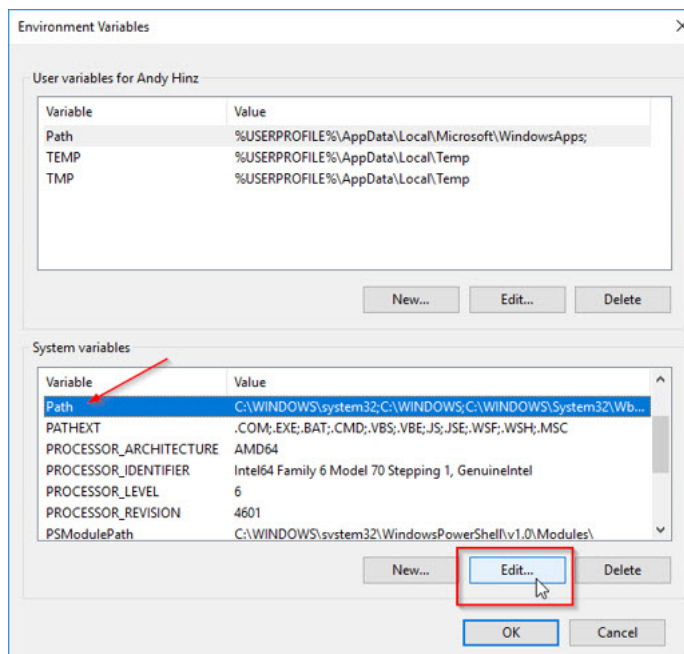 Environment Variables
User variables for Andy Hinz
Variable Value
Path %USERPROFILE%\AppData\Local\Microsoft\WindowsApps;
TEMP %USERPROFILE%\AppData\Local\Temp
TMP %USERPROFILE%\AppData\Local\Temp
New... Edit... Delete
System variables
Variable Value
Path C:\WINDOWS\system32;C:\WINDOWS;C:\WINDOWS\System32\Wb...
PATHEXT .COM;.EXE;.BAT;.CMD;.VBS;.VBE;.JS;.JSE;.WSF;.WSH;.MSC
PROCESSOR_ARCHITECTURE AMD64
PROCESSOR_IDENTIFIER Intel64 Family 6 Model 70 Stepping 1, GenuineIntel
PROCESSOR_LEVEL 6
PROCESSOR_REVISION 4601
PSModulePath C:\WINDOWS\system32\WindowsPowerShell\v1.0\Modules\
New... Edit... Delete
OK Cancel